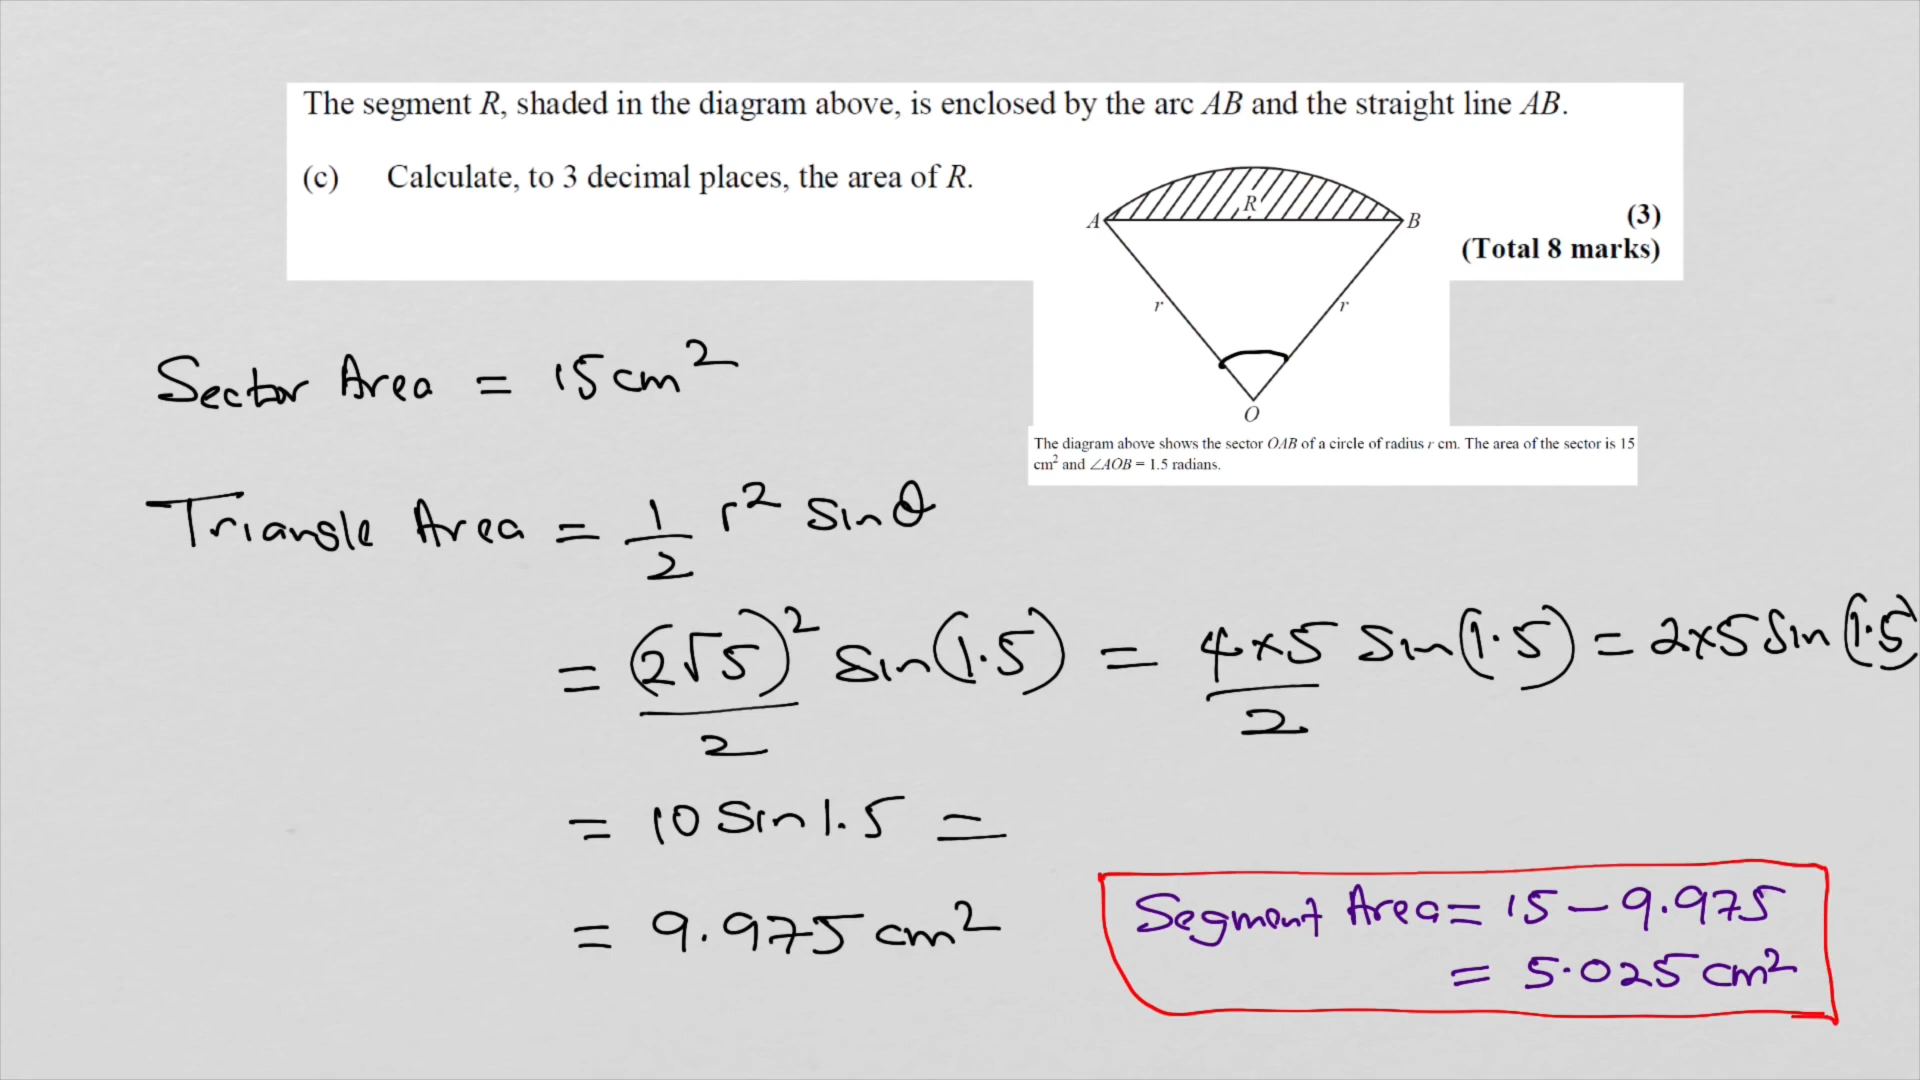 The segment R, shaded in the diagram above, is enclosed by the arc AB and the straight line AB.
(c) Calculate, to 3 decimal places, the area of R.
(3)
(Total 8 marks)
R
A
B
r
r
O
The diagram above shows the sector OAB of a circle of radius r cm. The area of the sector is 15
cm² and ∠AOB = 1.5 radians.
Sector Area = 15cm²
Triangle Area = 1/2 r² sin θ
= (2√5)²/2 sin(1.5) = 4×5/2 sin(1.5) = 2×5 sin(1.5)
= 10 sin 1.5 =
= 9.975 cm²
Segment Area = 15 − 9.975
= 5.025 cm²